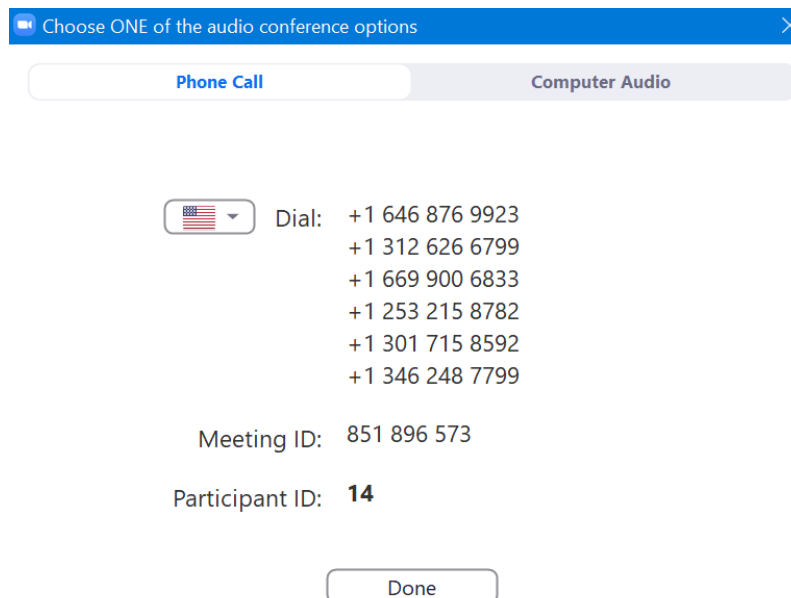 Choose ONE of the audio conference options
Phone Call Computer Audio
Dial: +1 646 876 9923
+1 312 626 6799
+1 669 900 6833
+1 253 215 8782
+1 301 715 8592
+1 346 248 7799
Meeting ID: 851 896 573
Participant ID: 14
Done